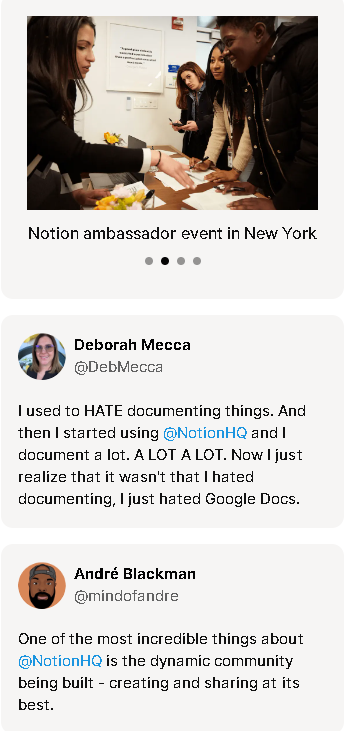 Notion ambassador event in New York
Deborah Mecca
@DebMecca
I used to HATE documenting things. And
then I started using @NotionHQ and I
document a lot. A LOT A LOT. Now I just
realize that it wasn't that I hated
documenting, I just hated Google Docs.
André Blackman
@mindofandre
One of the most incredible things about
@NotionHQ is the dynamic community
being built - creating and sharing at its
best.